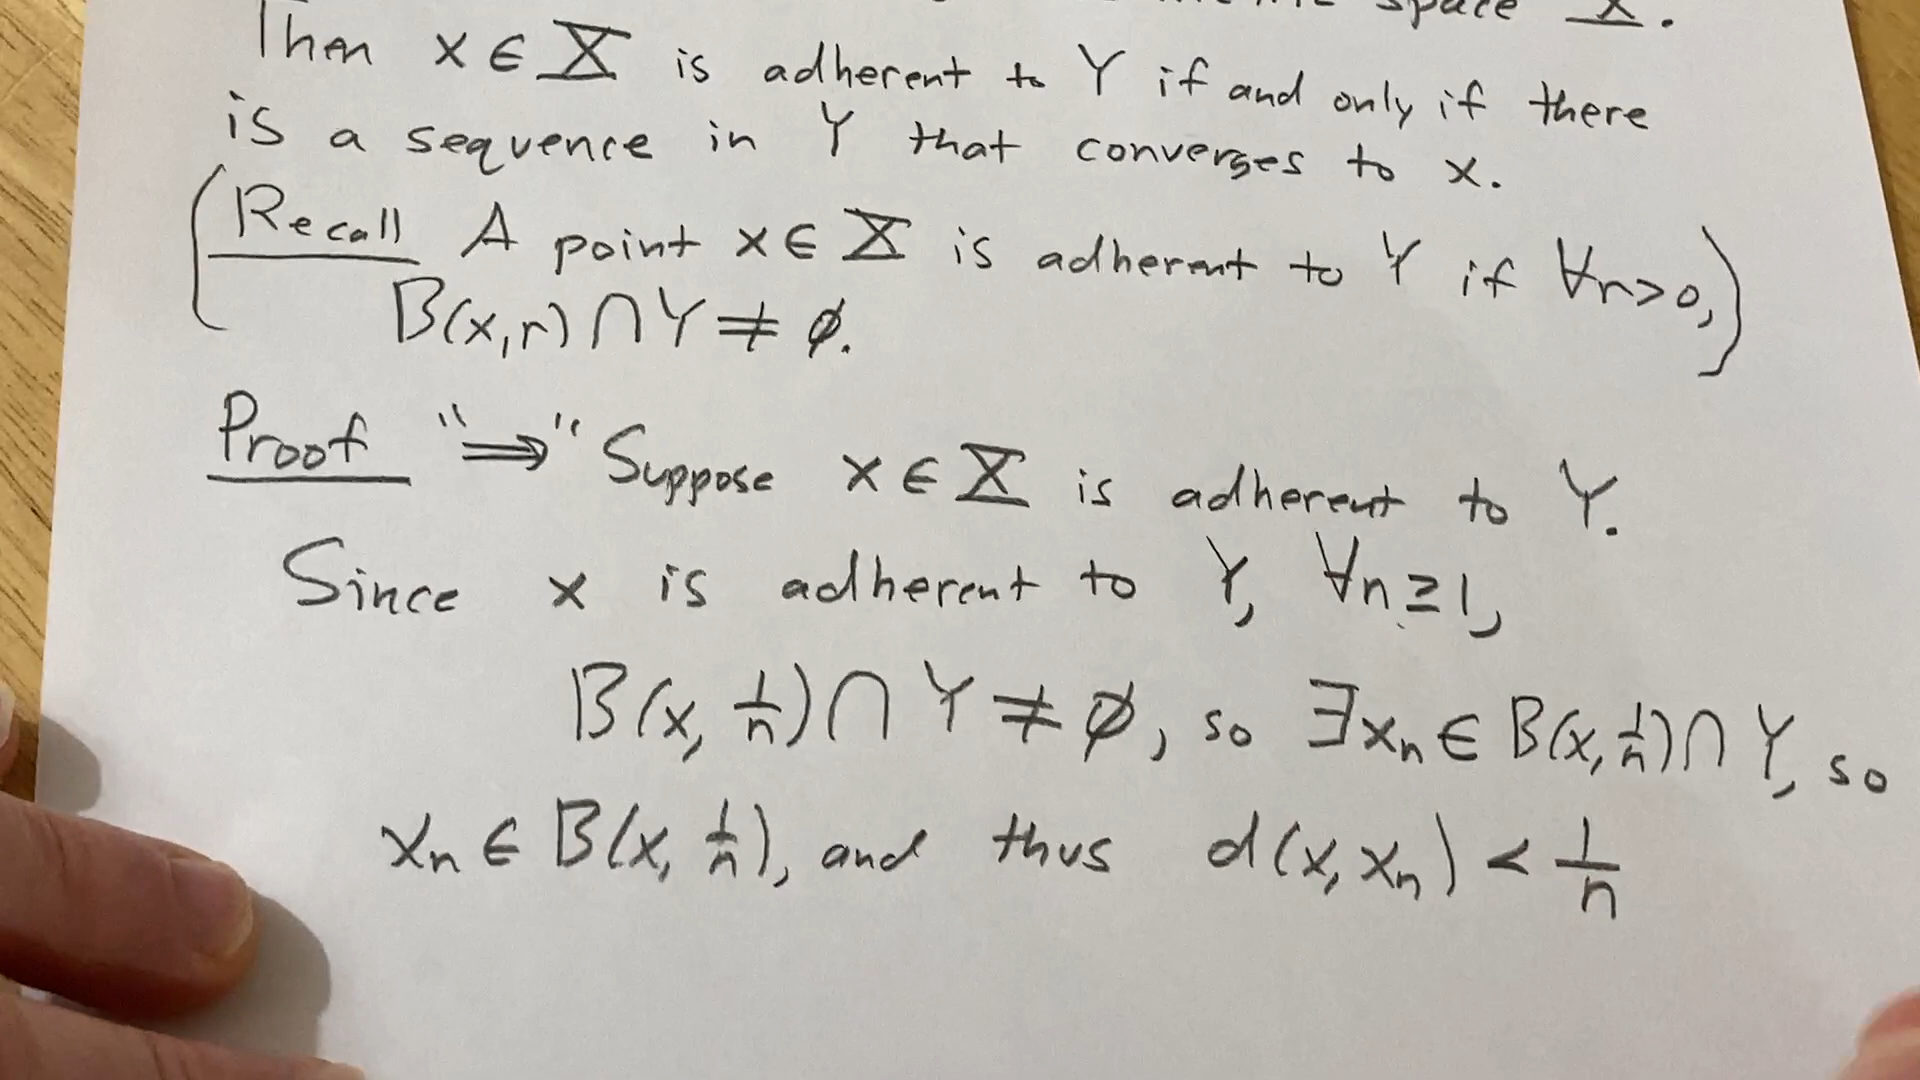 space X.
Then x ∈ X is adherent to Y if and only if there
is a sequence in Y that converges to x.
(Recall A point x ∈ X is adherent to Y if ∀r>0,)
B(x,r) ∩ Y ≠ ∅.
Proof "⇒" Suppose x ∈ X is adherent to Y.
Since x is adherent to Y, ∀n≥1,
B(x, 1/n) ∩ Y ≠ ∅, so ∃xₙ ∈ B(x, 1/n) ∩ Y, so
xₙ ∈ B(x, 1/n), and thus d(x, xₙ) < 1/n